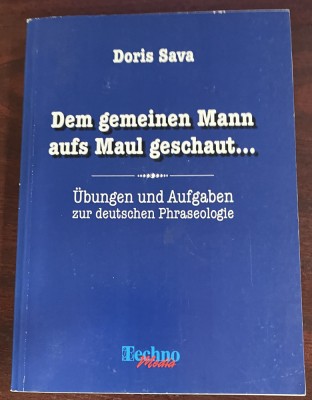 Doris Sava
Dem gemeinen Mann
aufs Maul geschaut...
Übungen und Aufgaben
zur deutschen Phraseologie
Techno
Media